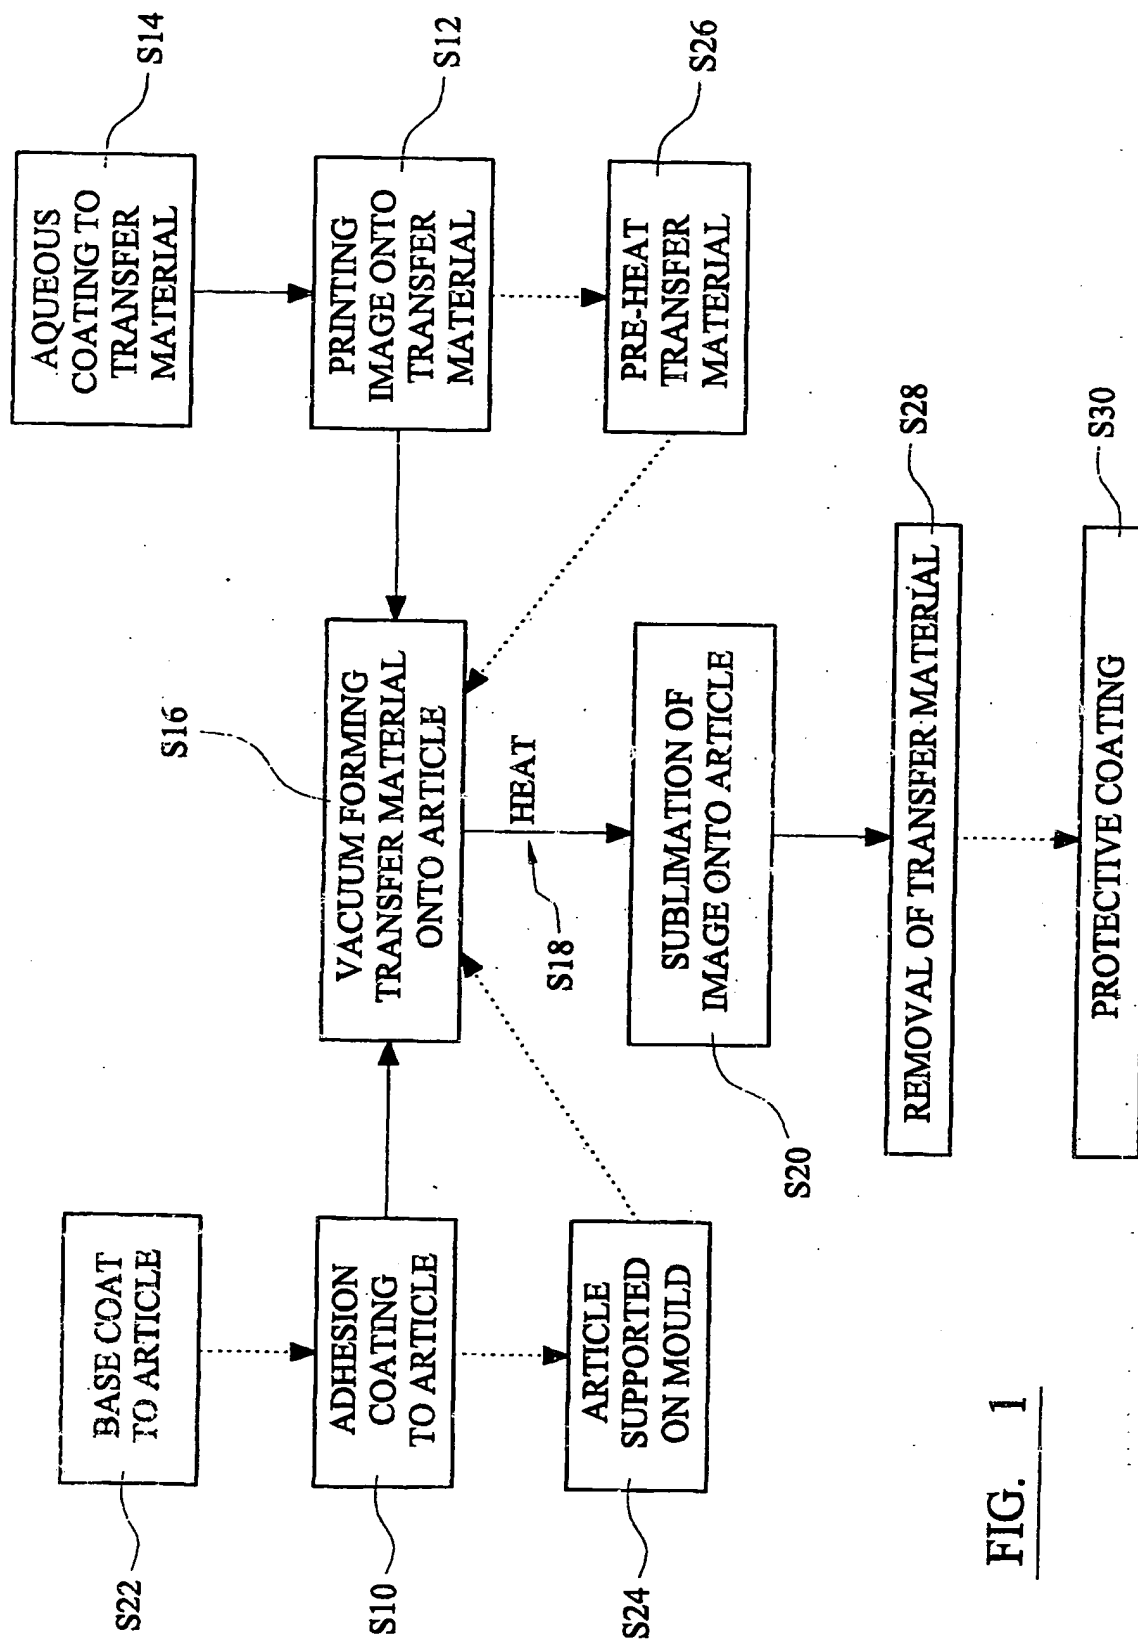 S22
BASE COAT
TO ARTICLE
S10
ADHESION
COATING
TO ARTICLE
S24
ARTICLE
SUPPORTED
ON MOULD
S16
VACUUM FORMING
TRANSFER MATERIAL
ONTO ARTICLE
HEAT
S18
SUBLIMATION OF
IMAGE ONTO ARTICLE
S20
REMOVAL OF TRANSFER MATERIAL
S28
PROTECTIVE COATING
S30
AQUEOUS
COATING TO
TRANSFER
MATERIAL
S14
PRINTING
IMAGE ONTO
TRANSFER
MATERIAL
S12
PRE-HEAT
TRANSFER
MATERIAL
S26
FIG. 1